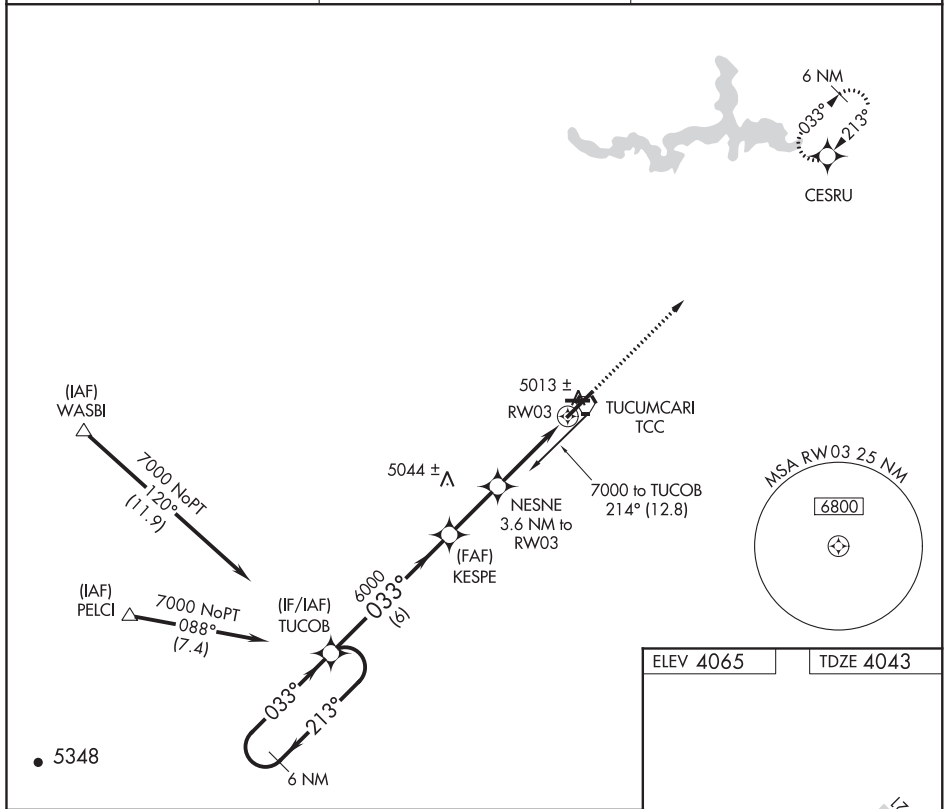 6 NM
033°
213°
CESRU
(IAF)
WASBI
7000 NoPT
120°
(11.9)
5013 ±
RW03
TUCUMCARI
TCC
5044 ±
7000 to TUCOB
214° (12.8)
NESNE
3.6 NM to
RW03
(FAF)
KESPE
MSA RW03 25 NM
6800
(IAF)
PELCI
7000 NoPT
088°
(7.4)
(IF/IAF)
TUCOB
6000
033°
(6)
033°
213°
6 NM
5348
ELEV 4065
TDZE 4043